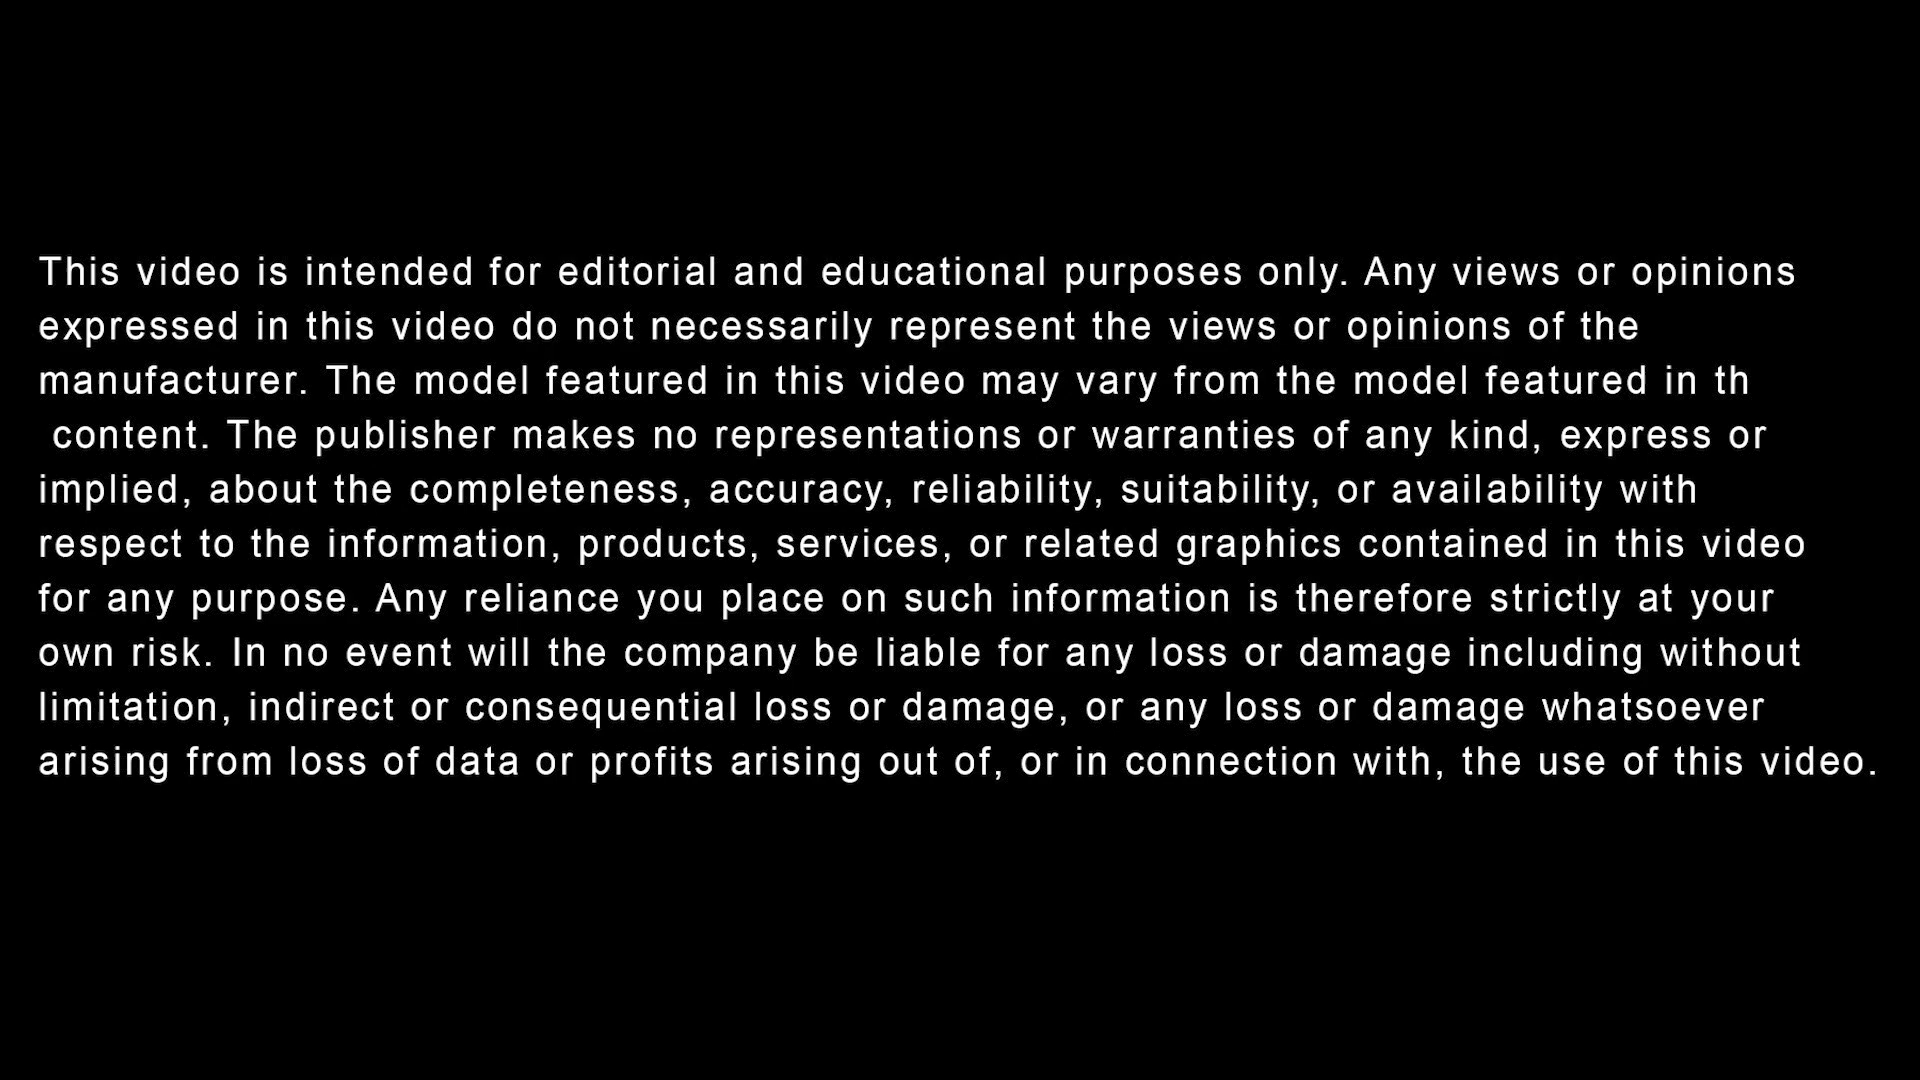 This video is intended for editorial and educational purposes only. Any views or opinions
expressed in this video do not necessarily represent the views or opinions of the
manufacturer. The model featured in this video may vary from the model featured in th
content. The publisher makes no representations or warranties of any kind, express or
implied, about the completeness, accuracy, reliability, suitability, or availability with
respect to the information, products, services, or related graphics contained in this video
for any purpose. Any reliance you place on such information is therefore strictly at your
own risk. In no event will the company be liable for any loss or damage including without
limitation, indirect or consequential loss or damage, or any loss or damage whatsoever
arising from loss of data or profits arising out of, or in connection with, the use of this video.